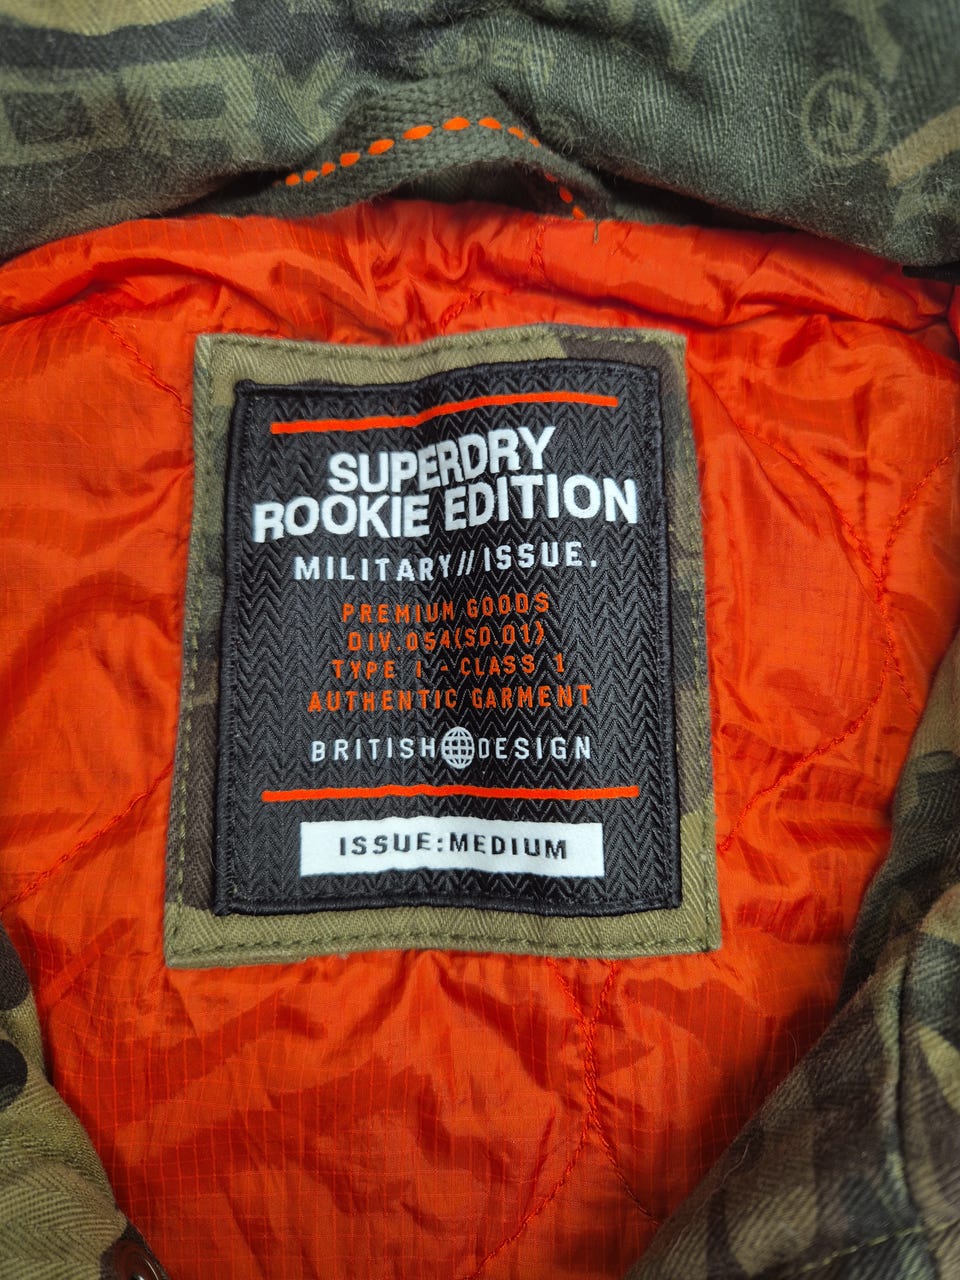 ®
SUPERDRY
ROOKIE EDITION
MILITARY//ISSUE.
PREMIUM GOODS
DIV.054(SD.01)
TYPE 1 - CLASS 1
AUTHENTIC GARMENT
BRITISH DESIGN
ISSUE:MEDIUM